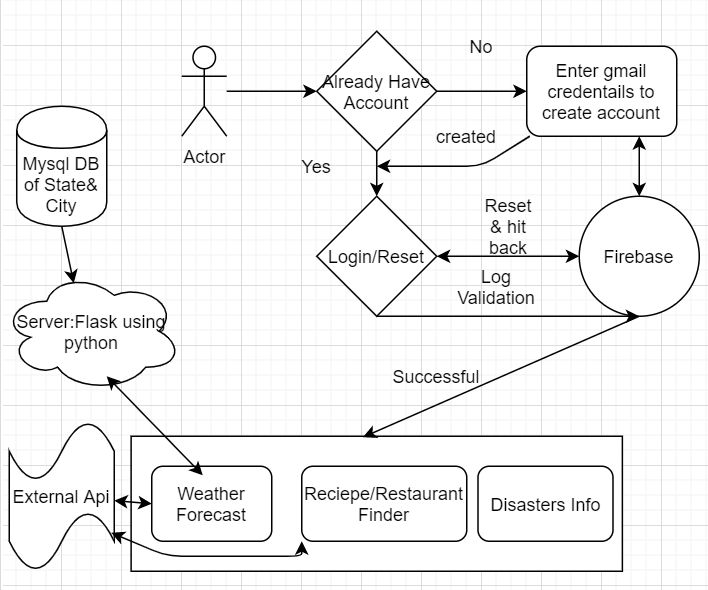 No
Already Have
Account
Enter gmail
credentails to
create account
Actor
created
Yes
Mysql DB
of State&
City
Reset
& hit
back
Login/Reset
Firebase
Log
Validation
Server:Flask using
python
Successful
External Api
Weather
Forecast
Reciepe/Restaurant
Finder
Disasters Info